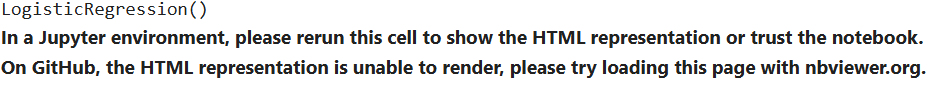 LogisticRegression()
In a Jupyter environment, please rerun this cell to show the HTML representation or trust the notebook.
On GitHub, the HTML representation is unable to render, please try loading this page with nbviewer.org.